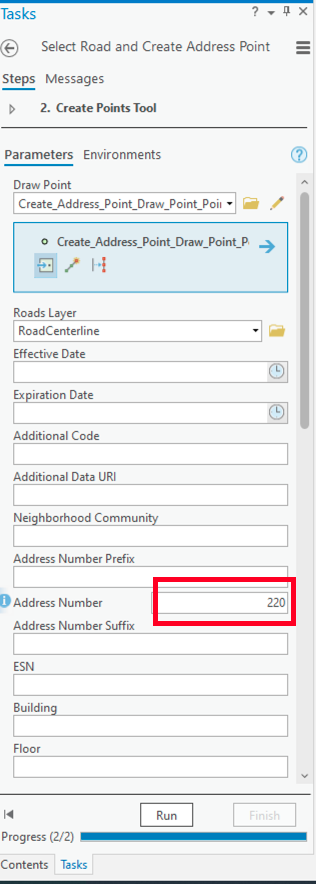 Tasks
Select Road and Create Address Point
Steps Messages
2. Create Points Tool
Parameters Environments
Draw Point
Create_Address_Point_Draw_Point_Poi
Create_Address_Point_Draw_Point_P
Roads Layer
RoadCenterline
Effective Date
Expiration Date
Additional Code
Additional Data URI
Neighborhood Community
Address Number Prefix
Address Number 220
Address Number Suffix
ESN
Building
Floor
Run Finish
Progress (2/2)
Contents Tasks